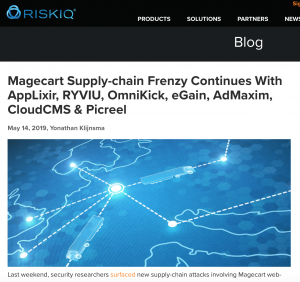 Sig
RISKIQ
PRODUCTS SOLUTIONS PARTNERS NEWS
Blog
Magecart Supply-chain Frenzy Continues With
AppLixir, RYVIU, OmniKick, eGain, AdMaxim,
CloudCMS & Picreel
May 14, 2019, Yonathan Klijnsma
Last weekend, security researchers surfaced new supply-chain attacks involving Magecart web-